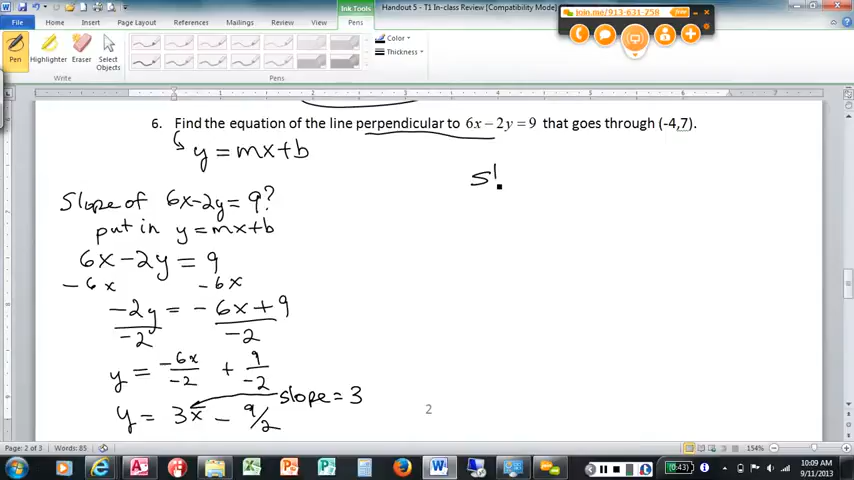 Ink Tools
Handout 5 - T1 In-class Review [Compatibility Mode]
join.me/913-631-258
File Home Insert Page Layout References Mailings Review View Pens
Pen Highlighter Eraser Select Objects
Color
Thickness
Write Pens
6. Find the equation of the line perpendicular to 6x − 2y = 9 that goes through (-4,7).
y = mx+b
Sl
Slope of 6x-2y = 9?
put in y = mx+b
6x - 2y = 9
-6x -6x
-2y = -6x + 9
-2 -2
y = -6x/-2 + 9/-2
slope = 3
y = 3x - 9/2
2
Page: 2 of 3 Words: 85 154%
0:43 10:09 AM
9/11/2013